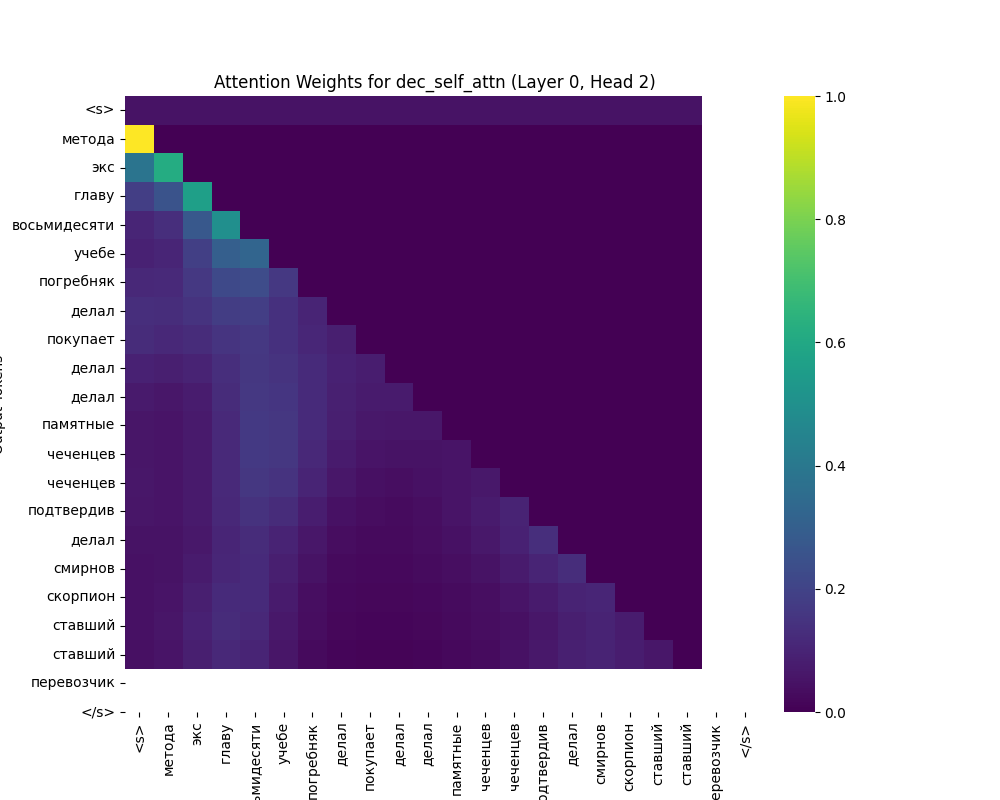 Attention Weights for dec_self_attn (Layer 0, Head 2)
<s>
метода
экс
главу
восьмидесяти
учебе
погребняк
делал
покупает
делал
делал
памятные
чеченцев
чеченцев
подтвердив
делал
смирнов
скорпион
ставший
ставший
перевозчик
</s>
<s>
метода
экс
главу
ьмидесяти
учебе
погребняк
делал
покупает
делал
делал
памятные
чеченцев
чеченцев
одтвердив
делал
смирнов
скорпион
ставший
ставший
еревозчик
</s>
1.0
0.8
0.6
0.4
0.2
0.0